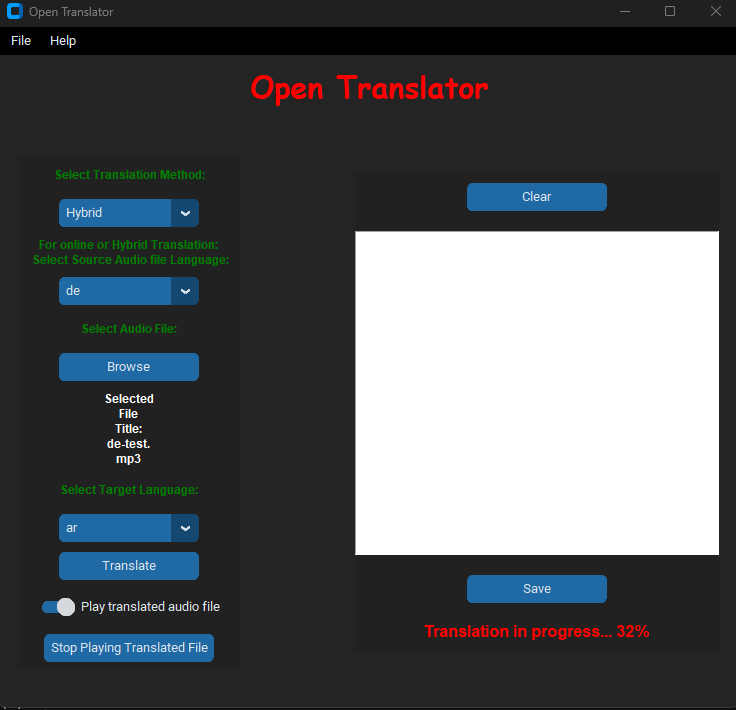 Open Translator
File Help
Open Translator
Select Translation Method:
Hybrid
For online or Hybrid Translation:
Select Source Audio file Language:
de
Select Audio File:
Browse
Selected
File
Title:
de-test.
mp3
Select Target Language:
ar
Translate
Play translated audio file
Stop Playing Translated File
Clear
Save
Translation in progress... 32%